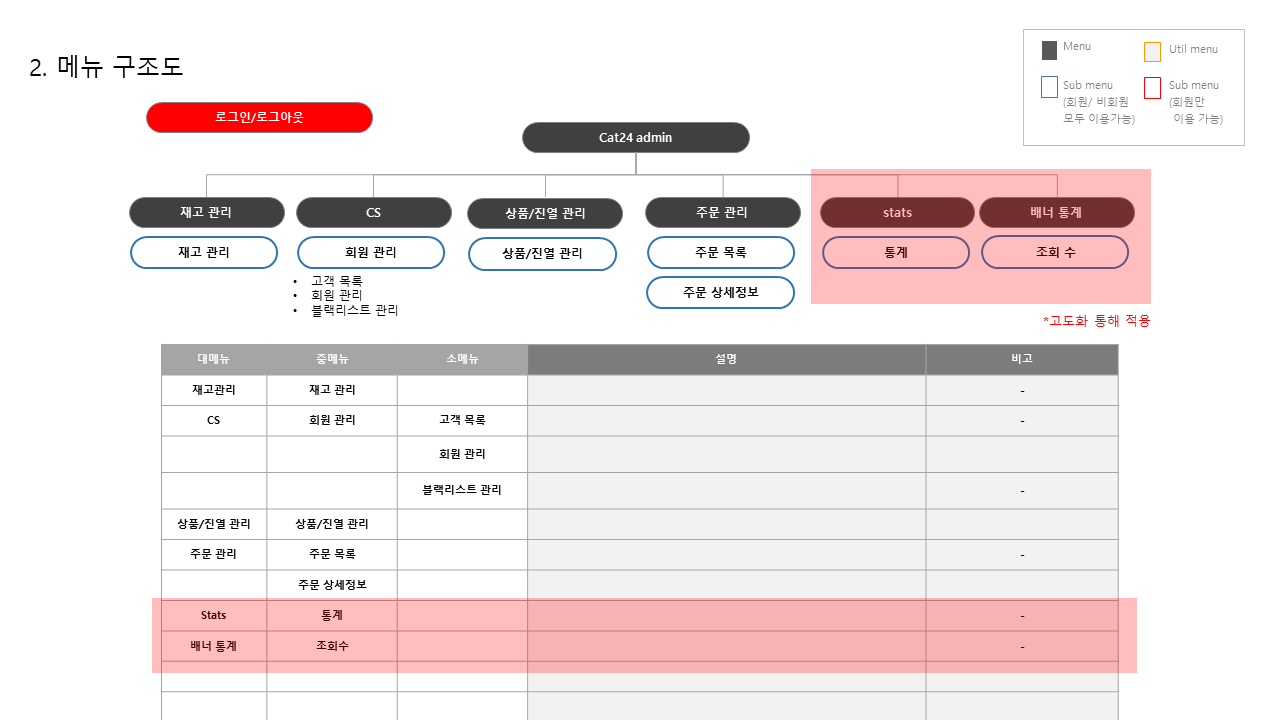 2. 메뉴 구조도
Menu
Util menu
Sub menu
(회원/ 비회원
모두 이용가능)
Sub menu
(회원만
이용 가능)
로그인/로그아웃
Cat24 admin
재고 관리
CS
상품/진열 관리
주문 관리
stats
배너 통계
재고 관리
회원 관리
상품/진열 관리
주문 목록
통계
조회 수
• 고객 목록
• 회원 관리
• 블랙리스트 관리
주문 상세정보
*고도화 통해 적용
대메뉴 중메뉴 소메뉴 설명 비고
재고관리 재고 관리 -
CS 회원 관리 고객 목록 -
회원 관리
블랙리스트 관리 -
상품/진열 관리 상품/진열 관리
주문 관리 주문 목록 -
주문 상세정보
Stats 통계 -
배너 통계 조회수 -